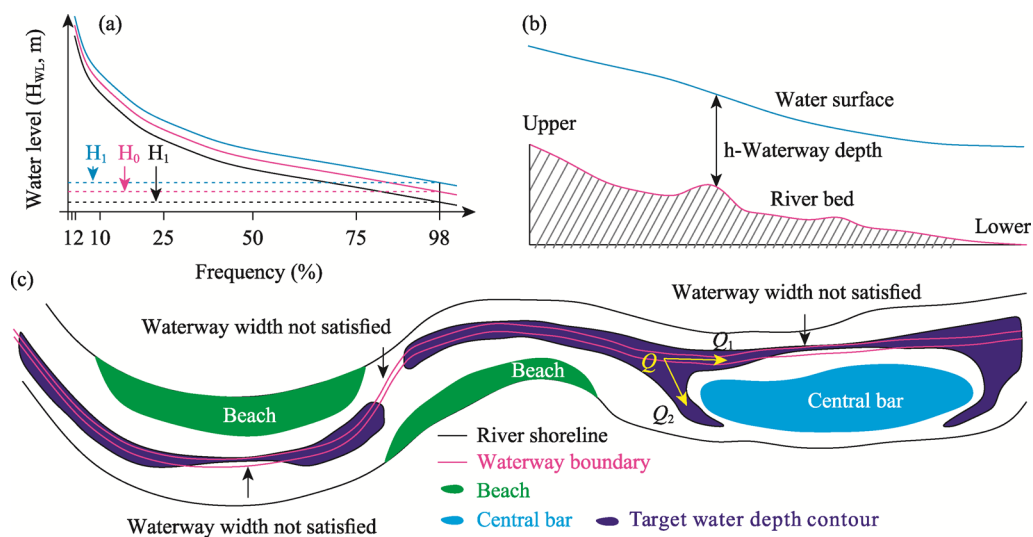 (a)
Water level (H_WL, m)
H₁ H₀ H₁
12 10 25 50 75 98
Frequency (%)
(b)
Water surface
Upper
h-Waterway depth
River bed
Lower
(c)
Waterway width not satisfied
Waterway width not satisfied
Beach
Beach
Q Q₁
Q₂
Central bar
Waterway width not satisfied
River shoreline
Waterway boundary
Beach
Central bar
Target water depth contour